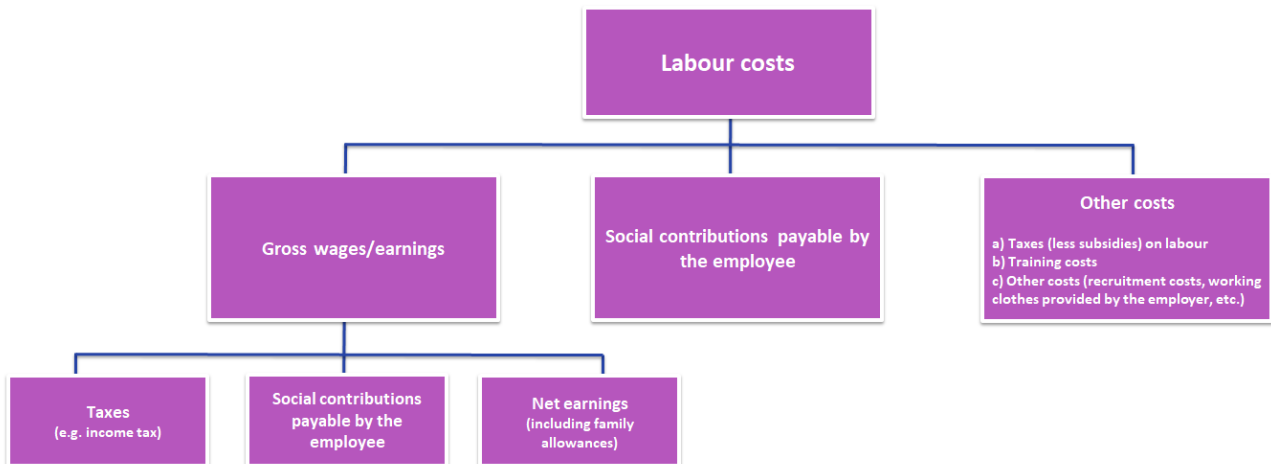 Labour costs
Gross wages/earnings
Social contributions payable by
the employee
Other costs
a) Taxes (less subsidies) on labour
b) Training costs
c) Other costs (recruitment costs, working
clothes provided by the employer, etc.)
Taxes
(e.g. income tax)
Social contributions
payable by the
employee
Net earnings
(including family
allowances)